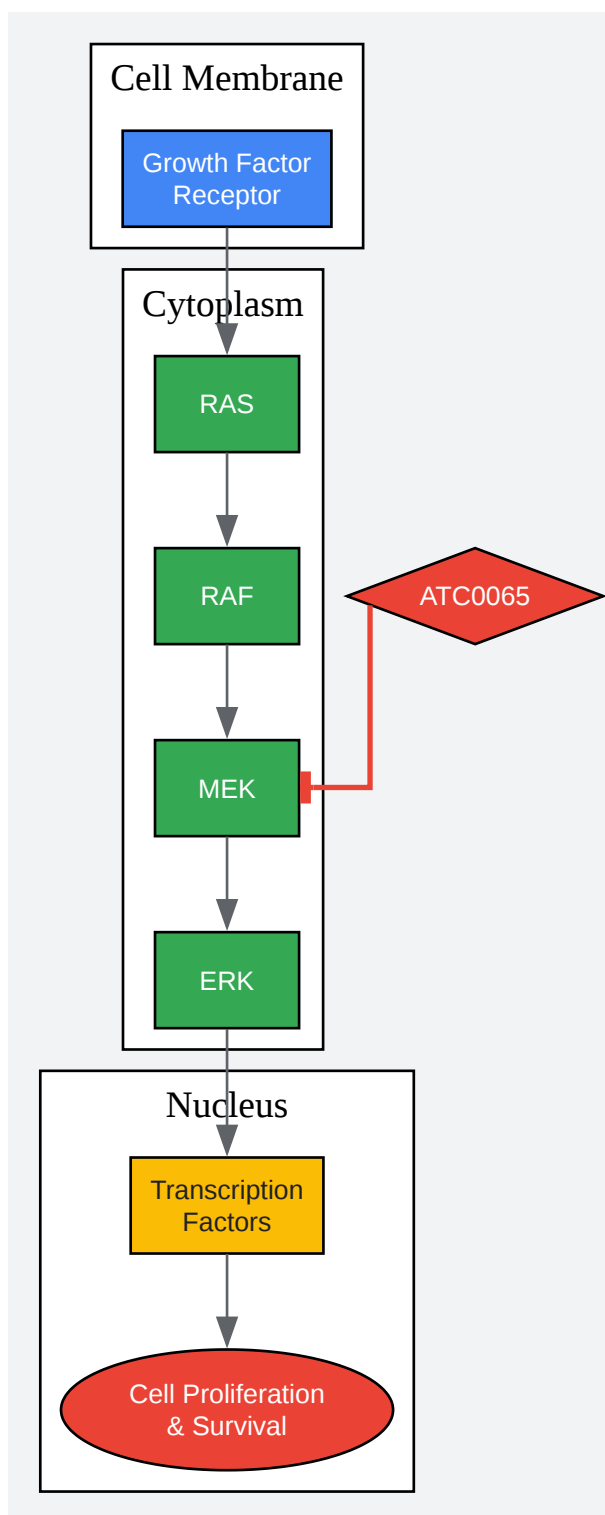 Cell Membrane
Growth Factor
Receptor
Cytoplasm
RAS
RAF
ATC0065
MEK
ERK
Nucleus
Transcription
Factors
Cell Proliferation
& Survival